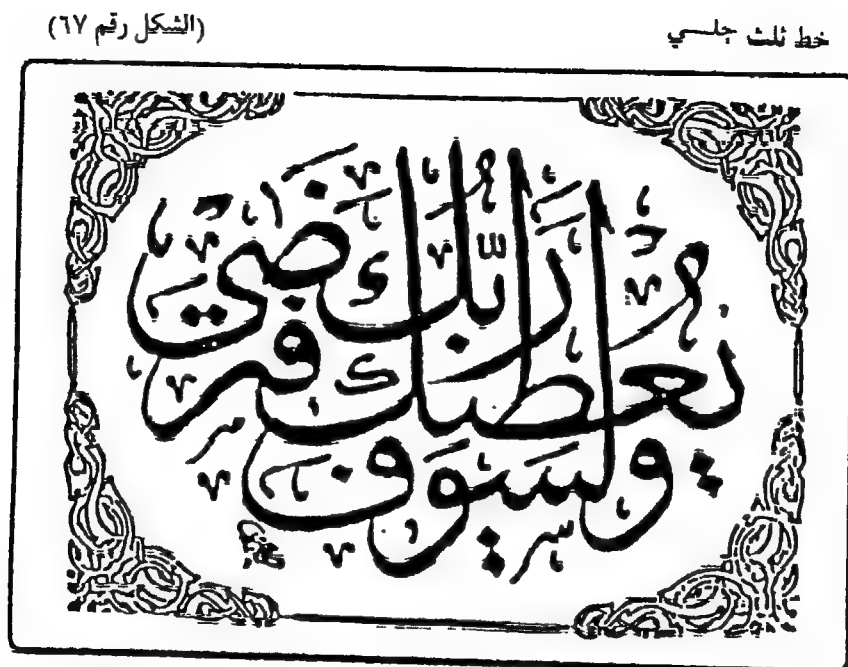 خط ثلث جلي
(الشكل رقم ٦٧)
ولسوف
يعطيك
ربك
فترضى